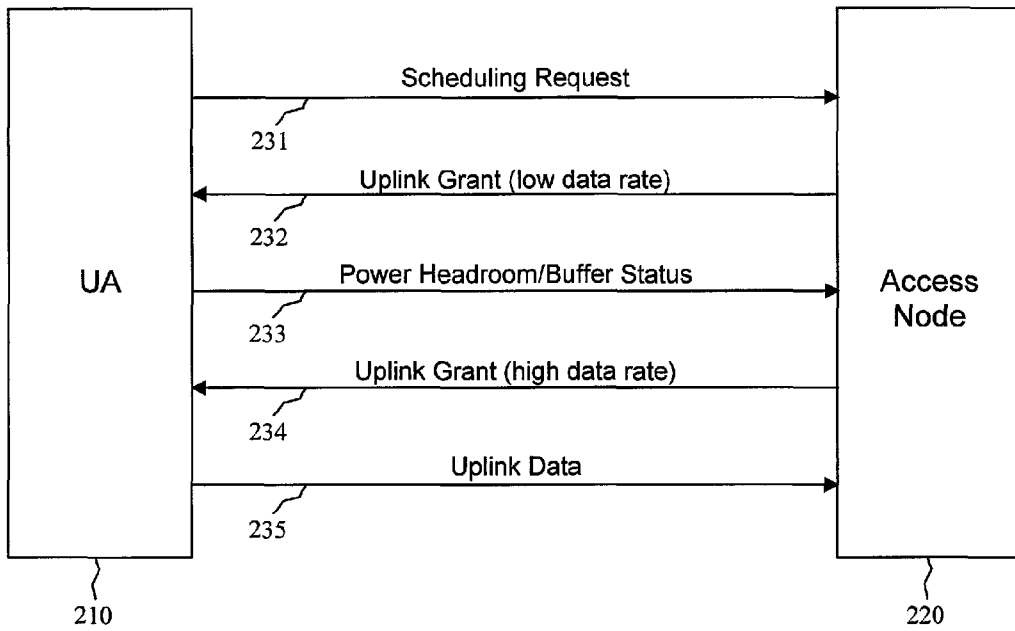 Scheduling Request
231
Uplink Grant (low data rate)
232
UA
Power Headroom/Buffer Status
233
Access
Node
Uplink Grant (high data rate)
234
Uplink Data
235
210
220